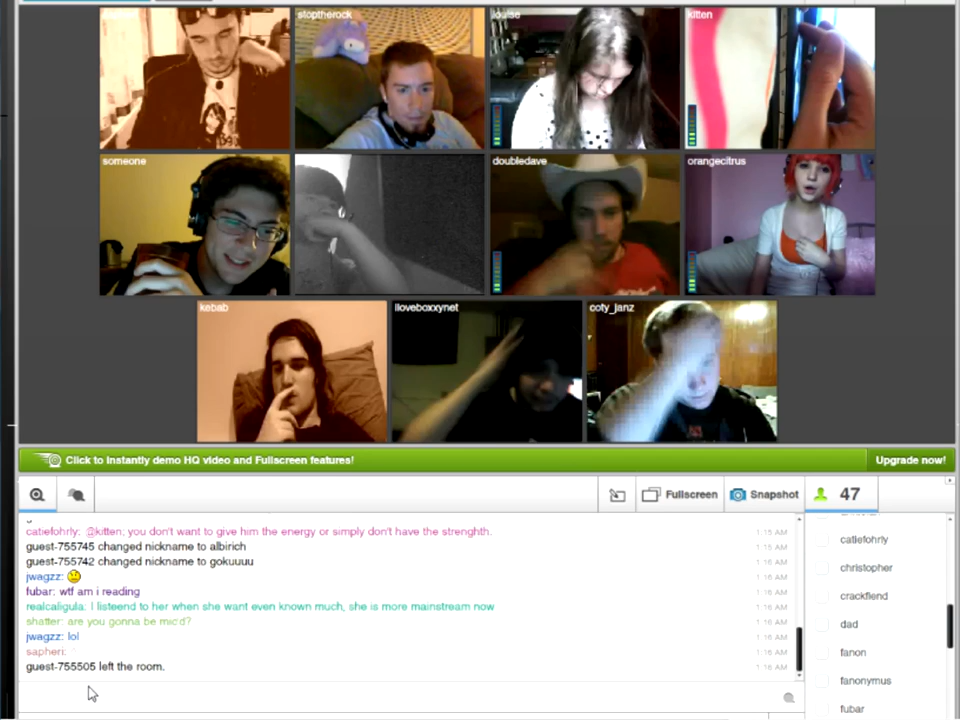 stoptherock
louise
kitten
someone
doubledave
orangecitrus
kebab
iloveboxxynet
coty_janz
Click to instantly demo HQ video and Fullscreen features!
Upgrade now!
Fullscreen
Snapshot
47
catiefohrly: @kitten; you don't want to give him the energy or simply don't have the strenghth. 1:15 AM
guest-755745 changed nickname to albirich 1:15 AM
guest-755742 changed nickname to gokuuuu 1:16 AM
jwagzz: 1:16 AM
fubar: wtf am i reading 1:16 AM
realcaligula: I listeend to her when she want even known much, she is more mainstream now 1:16 AM
shatter: are you gonna be mic'd? 1:16 AM
jwagzz: lol 1:16 AM
sapheri: 1:16 AM
guest-755505 left the room. 1:16 AM
catiefohrly
christopher
crackfiend
dad
fanon
fanonymus
fubar